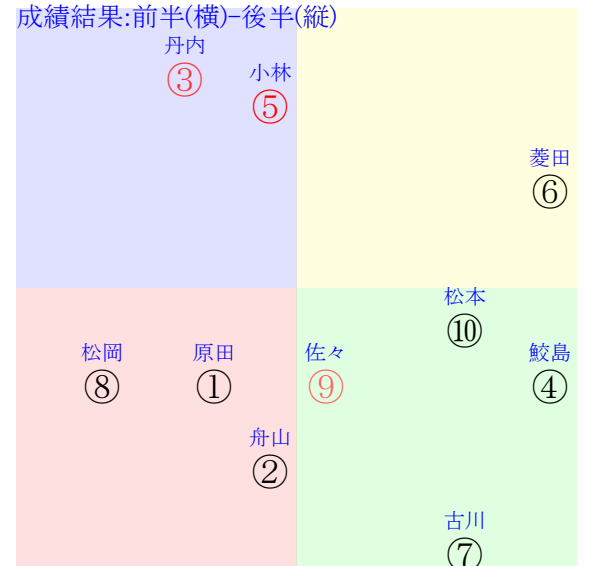 成績結果:前半(横)-後半(縦)
丹内
③
小林
⑤
菱田
⑥
松本
⑩
松岡
⑧
原田
①
佐々
⑨
鮫島
④
舟山
②
古川
⑦